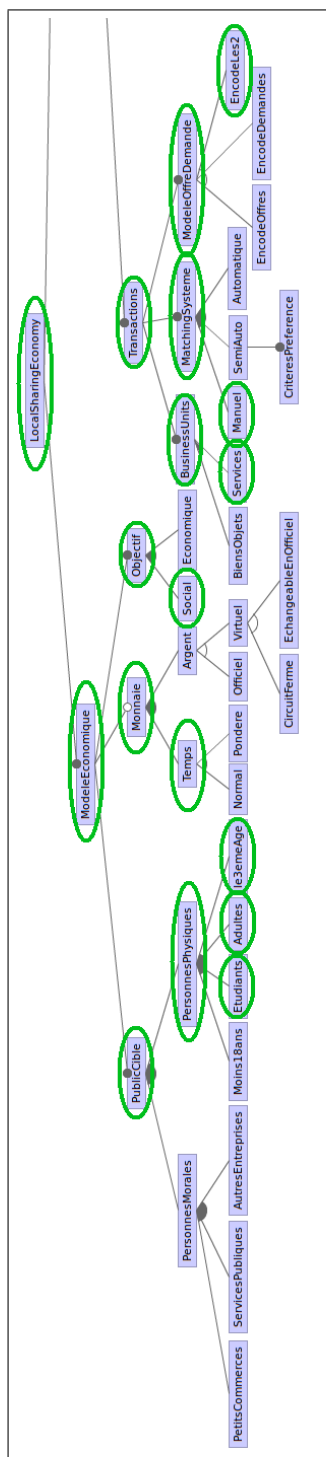 LocalSharingEconomy
ModeleEconomique
Transactions
PublicCible
Monnaie
Objectif
PersonnesMorales
PersonnesPhysiques
Temps
Argent
Social
Economique
BusinessUnits
MatchingSysteme
ModeleOffreDemande
PetitsCommerces
ServicesPubliques
AutresEntreprises
Moins18ans
Etudiants
Adultes
le3emeAge
Normal
Pondere
Officiel
Virtuel
BiensObjets
Services
Manuel
SemiAuto
Automatique
EncodeOffres
EncodeDemandes
EncodeLes2
CircuitFerme
EchangeableEnOfficiel
CriteresPreference